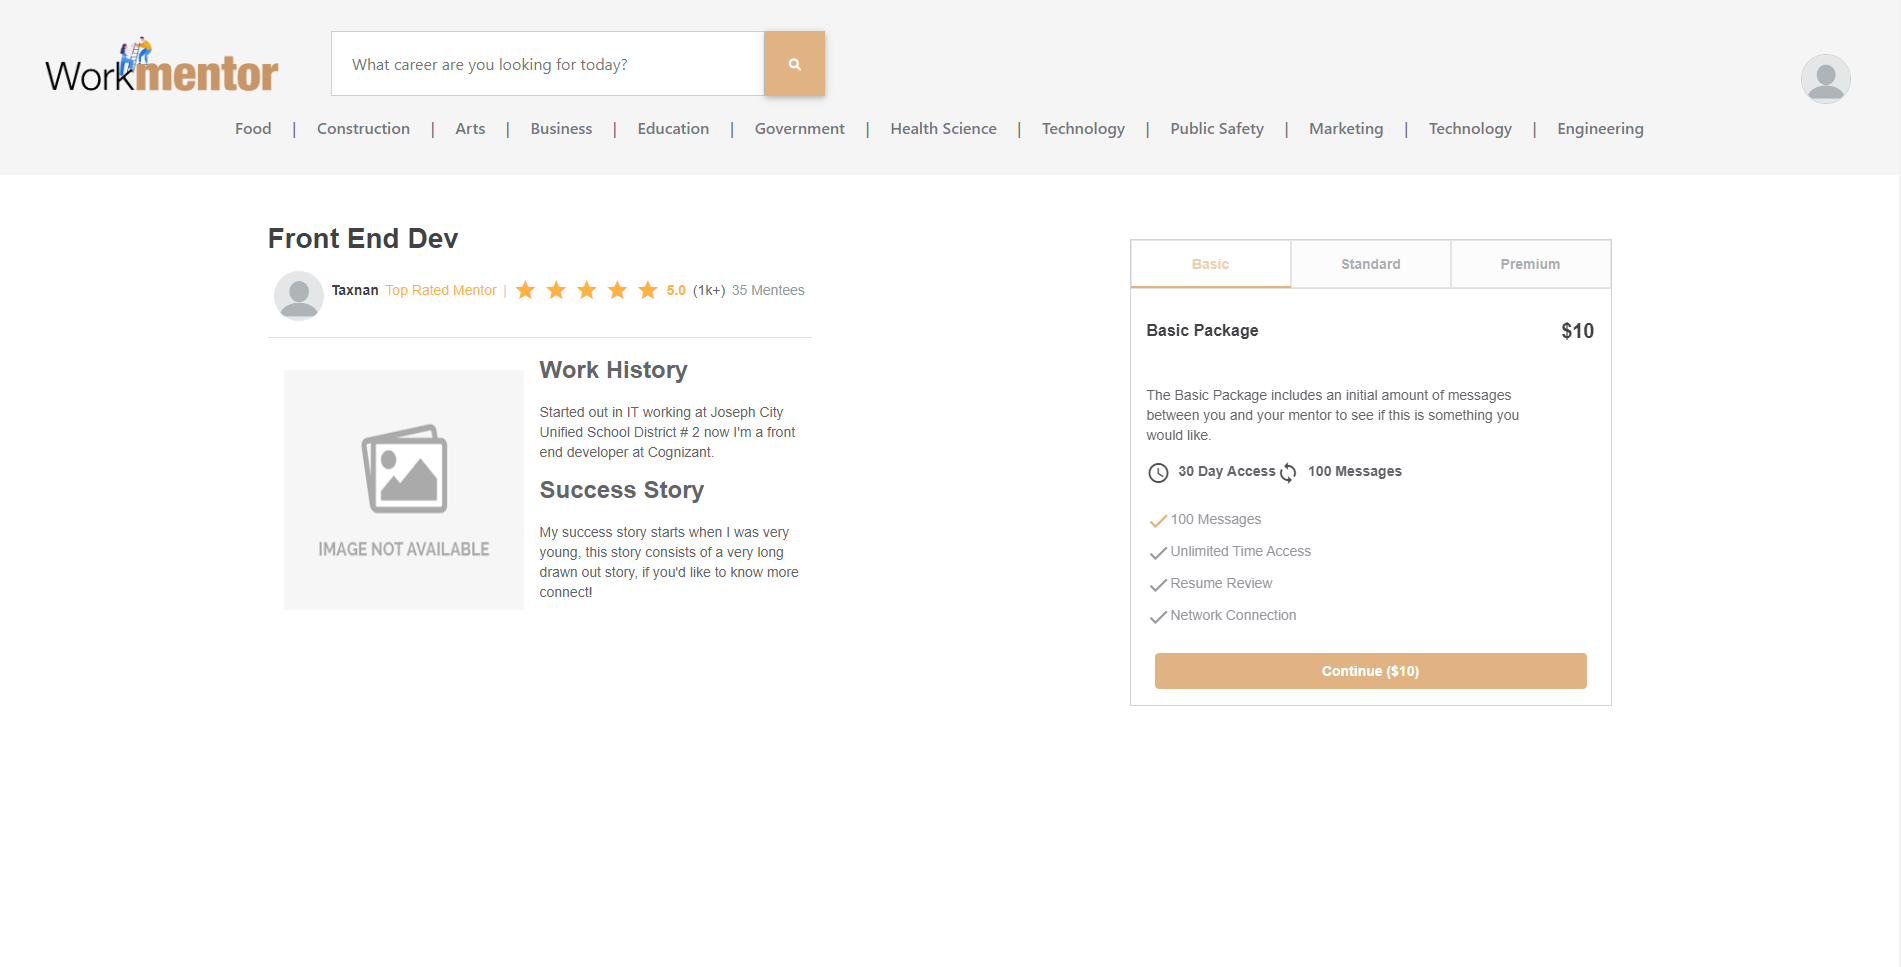 Workmentor
What career are you looking for today?
Food | Construction | Arts | Business | Education | Government | Health Science | Technology | Public Safety | Marketing | Technology | Engineering
Front End Dev
Taxnan Top Rated Mentor | 5.0 (1k+) 35 Mentees
IMAGE NOT AVAILABLE
Work History
Started out in IT working at Joseph City
Unified School District # 2 now I'm a front
end developer at Cognizant.
Success Story
My success story starts when I was very
young, this story consists of a very long
drawn out story, if you'd like to know more
connect!
Basic Standard Premium
Basic Package $10
The Basic Package includes an initial amount of messages
between you and your mentor to see if this is something you
would like.
30 Day Access 100 Messages
100 Messages
Unlimited Time Access
Resume Review
Network Connection
Continue ($10)